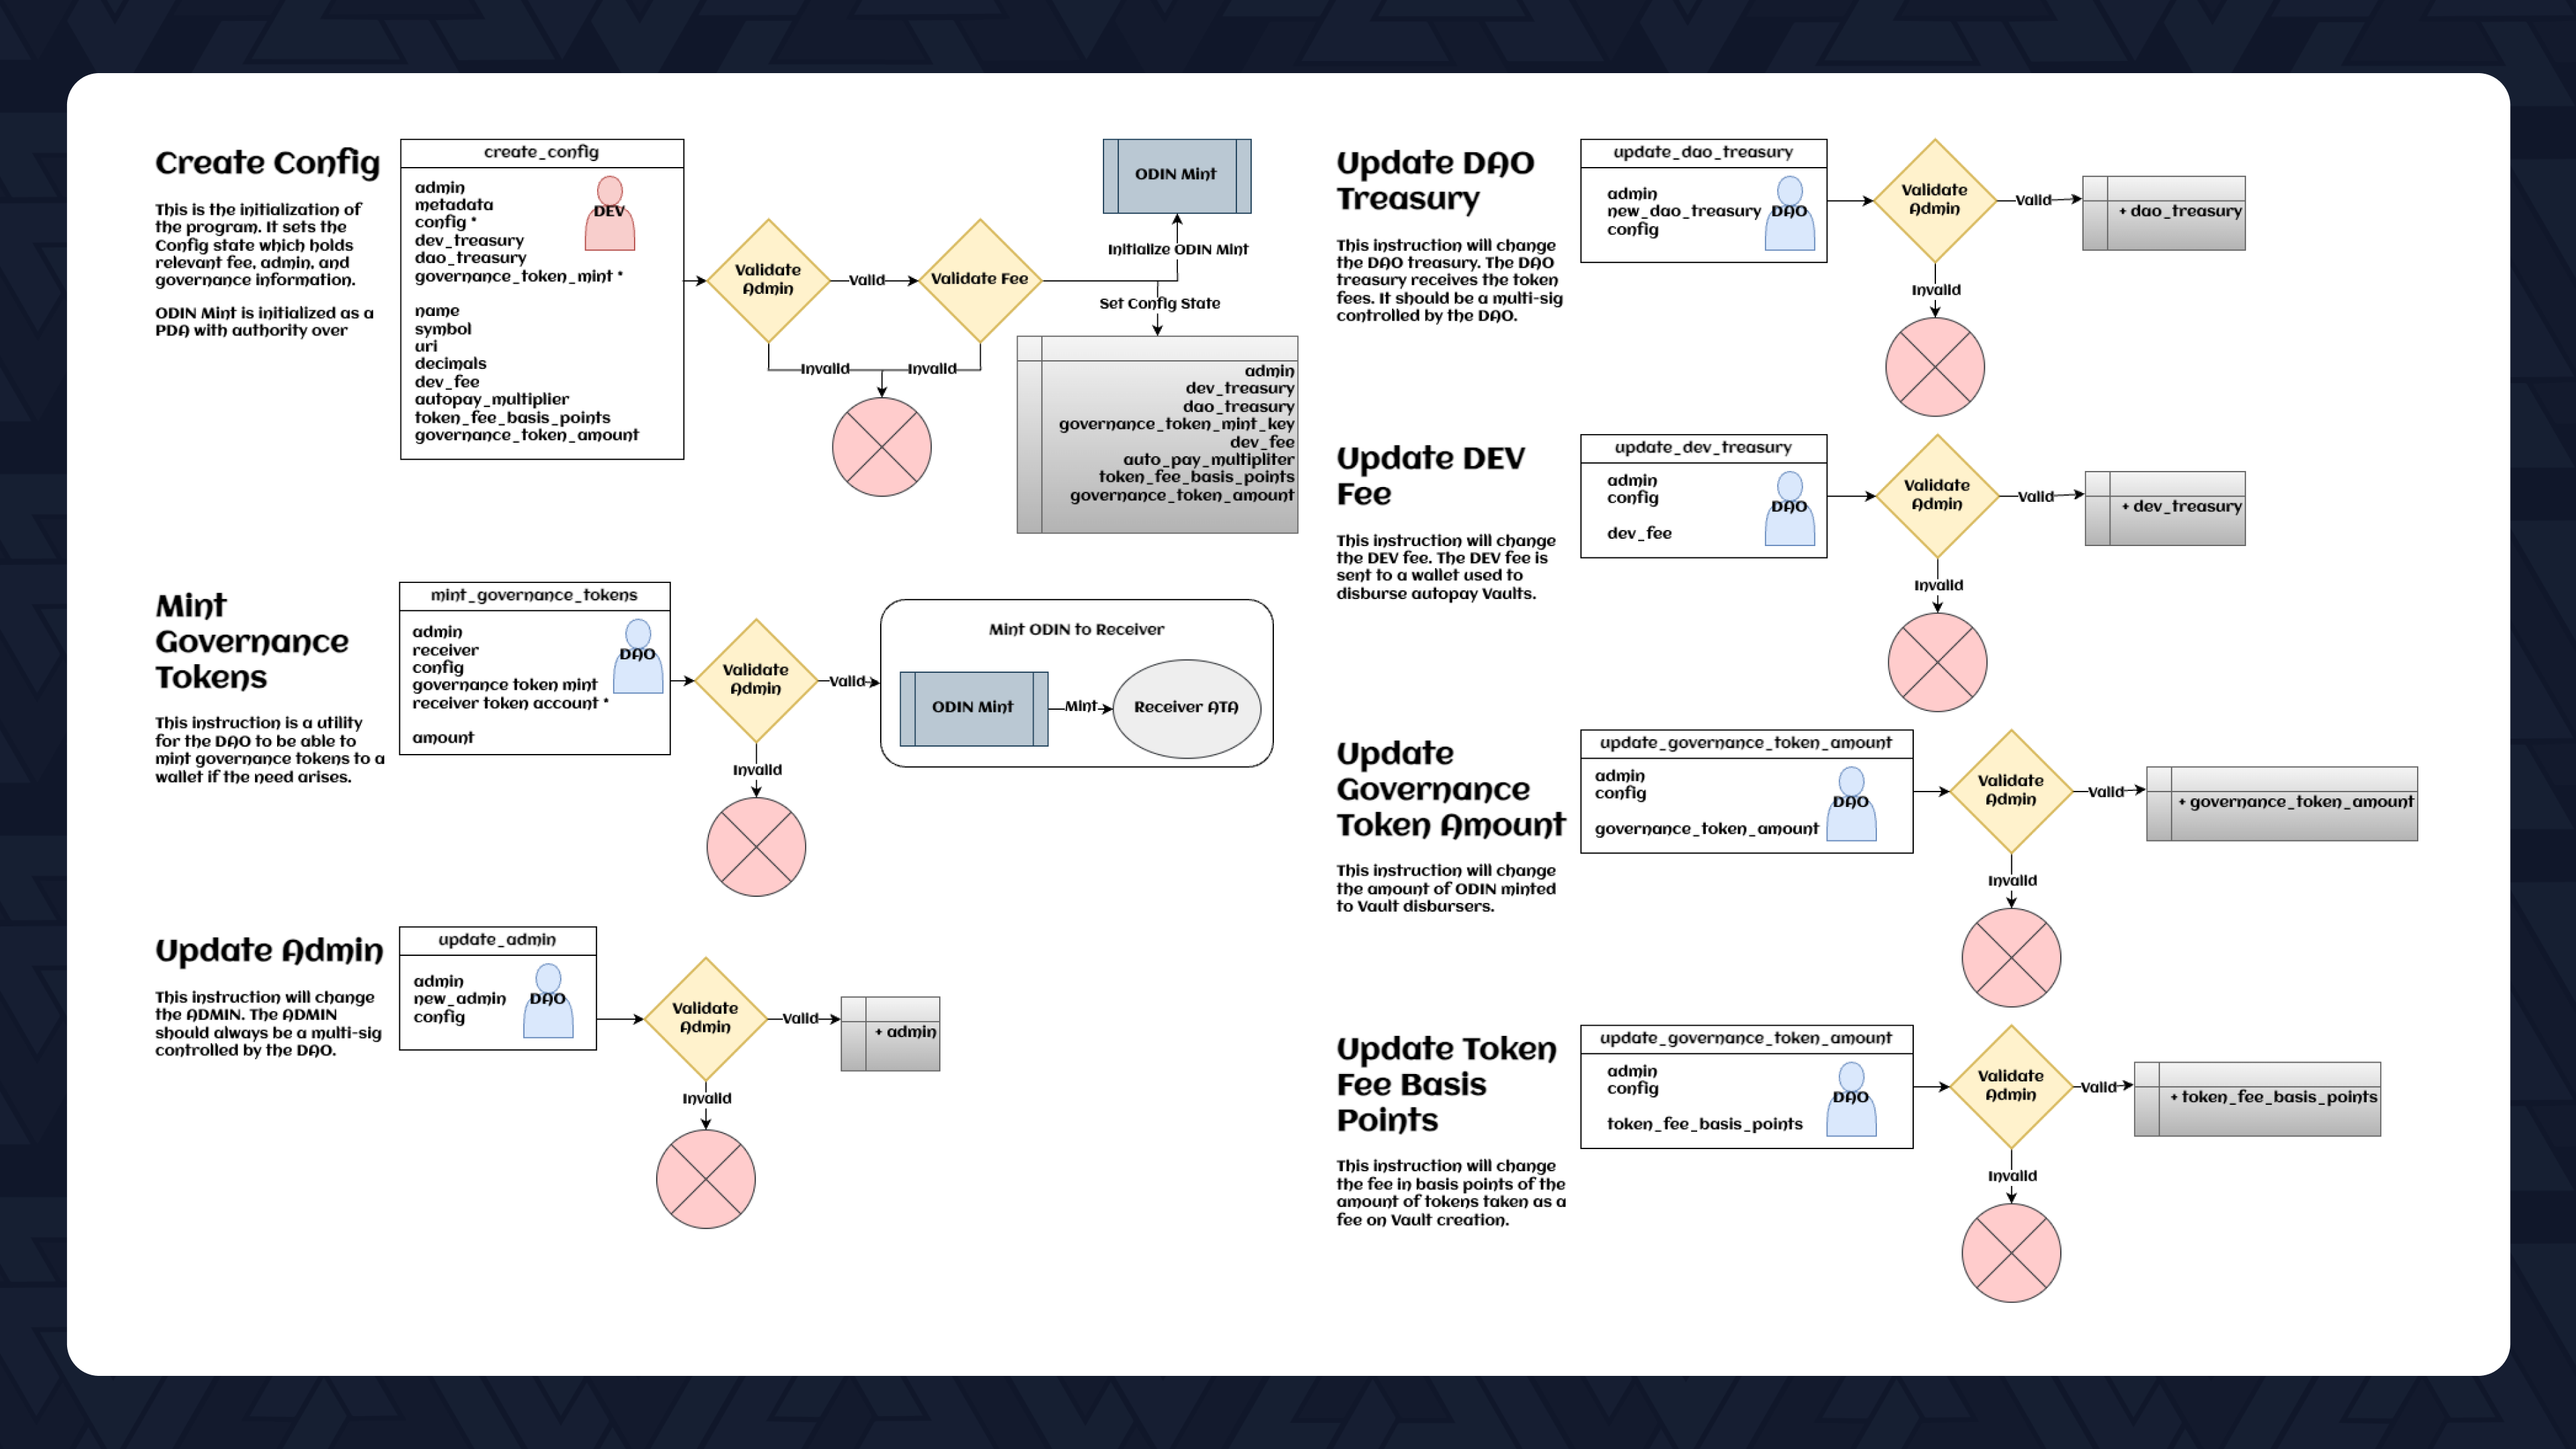 Create Config
This is the initialization of
the program. It sets the
Config state which holds
relevant fee, admin, and
governance information.
ODIN Mint is initialized as a
PDA with authority over
create_config
admin
metadata
config *
dev_treasury
dao_treasury
governance_token_mint *
name
symbol
uri
decimals
dev_fee
autopay_multiplier
token_fee_basis_points
governance_token_amount
DEV
Validate
Admin
Valid
Validate Fee
Invalid
Invalid
ODIN Mint
Initialize ODIN Mint
Set Config State
admin
dev_treasury
dao_treasury
governance_token_mint_key
dev_fee
auto_pay_multipliter
token_fee_basis_points
governance_token_amount
Mint
Governance
Tokens
This instruction is a utility
for the DAO to be able to
mint governance tokens to a
wallet if the need arises.
mint_governance_tokens
admin
receiver
config
governance token mint
receiver token account *
amount
DAO
Validate
Admin
Valid
Invalid
Mint ODIN to Receiver
ODIN Mint
Mint
Receiver ATA
Update Admin
This instruction will change
the ADMIN. The ADMIN
should always be a multi-sig
controlled by the DAO.
update_admin
admin
new_admin
config
DAO
Validate
Admin
Valid
Invalid
+ admin
Update DAO
Treasury
This instruction will change
the DAO treasury. The DAO
treasury receives the token
fees. It should be a multi-sig
controlled by the DAO.
update_dao_treasury
admin
new_dao_treasury
config
DAO
Validate
Admin
Valid
Invalid
+ dao_treasury
Update DEV
Fee
This instruction will change
the DEV fee. The DEV fee is
sent to a wallet used to
disburse autopay Vaults.
update_dev_treasury
admin
config
dev_fee
DAO
Validate
Admin
Valid
Invalid
+ dev_treasury
Update
Governance
Token Amount
This instruction will change
the amount of ODIN minted
to Vault disbursers.
update_governance_token_amount
admin
config
governance_token_amount
DAO
Validate
Admin
Valid
Invalid
+ governance_token_amount
Update Token
Fee Basis
Points
This instruction will change
the fee in basis points of the
amount of tokens taken as a
fee on Vault creation.
update_governance_token_amount
admin
config
token_fee_basis_points
DAO
Validate
Admin
Valid
Invalid
+ token_fee_basis_points